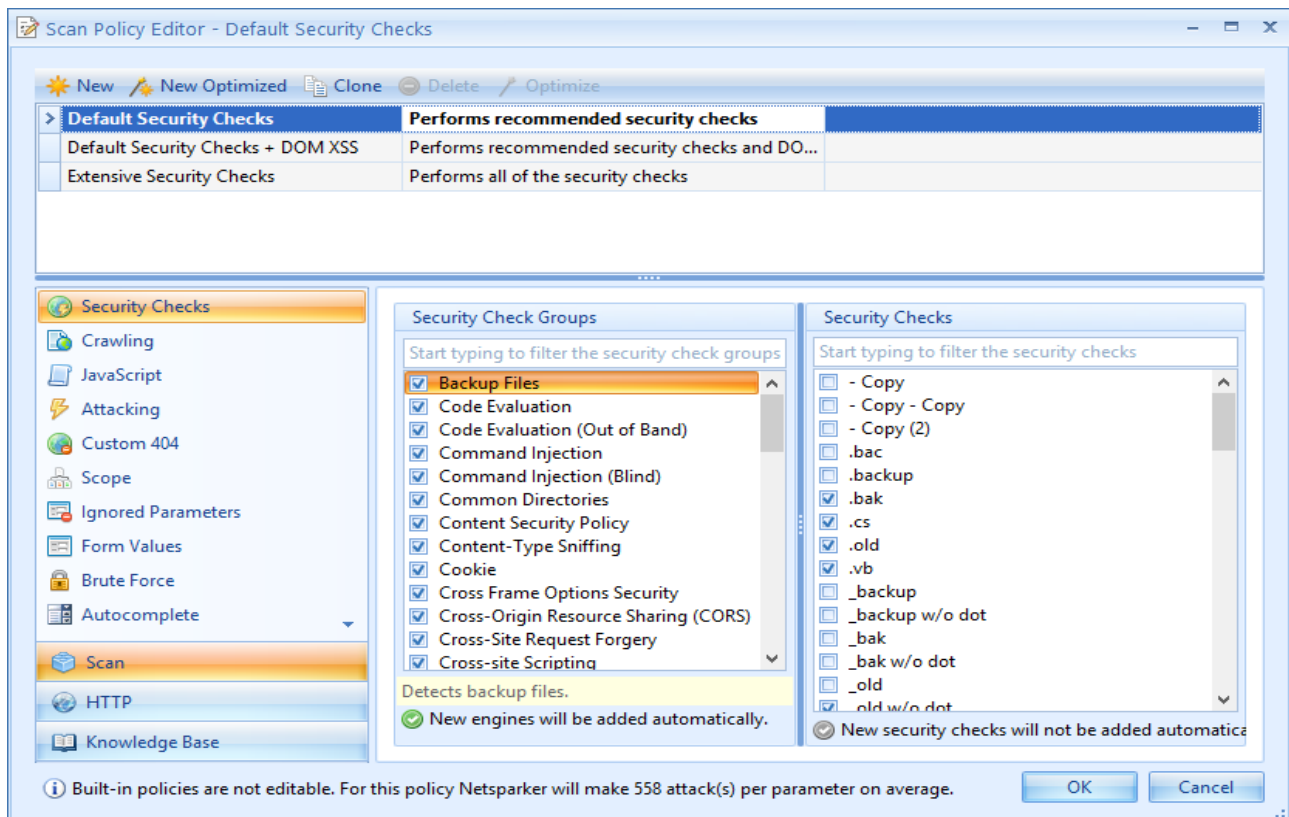 Scan Policy Editor - Default Security Checks
New New Optimized Clone Delete Optimize
Default Security Checks Performs recommended security checks
Default Security Checks + DOM XSS Performs recommended security checks and DO...
Extensive Security Checks Performs all of the security checks
Security Checks
Crawling
JavaScript
Attacking
Custom 404
Scope
Ignored Parameters
Form Values
Brute Force
Autocomplete
Scan
HTTP
Knowledge Base
Security Check Groups
Start typing to filter the security check groups
Backup Files
Code Evaluation
Code Evaluation (Out of Band)
Command Injection
Command Injection (Blind)
Common Directories
Content Security Policy
Content-Type Sniffing
Cookie
Cross Frame Options Security
Cross-Origin Resource Sharing (CORS)
Cross-Site Request Forgery
Cross-site Scripting
Detects backup files.
New engines will be added automatically.
Security Checks
Start typing to filter the security checks
- Copy
- Copy - Copy
- Copy (2)
.bac
.backup
.bak
.cs
.old
.vb
_backup
_backup w/o dot
_bak
_bak w/o dot
_old
_old w/o dot
New security checks will not be added automatica
Built-in policies are not editable. For this policy Netsparker will make 558 attack(s) per parameter on average.
OK Cancel